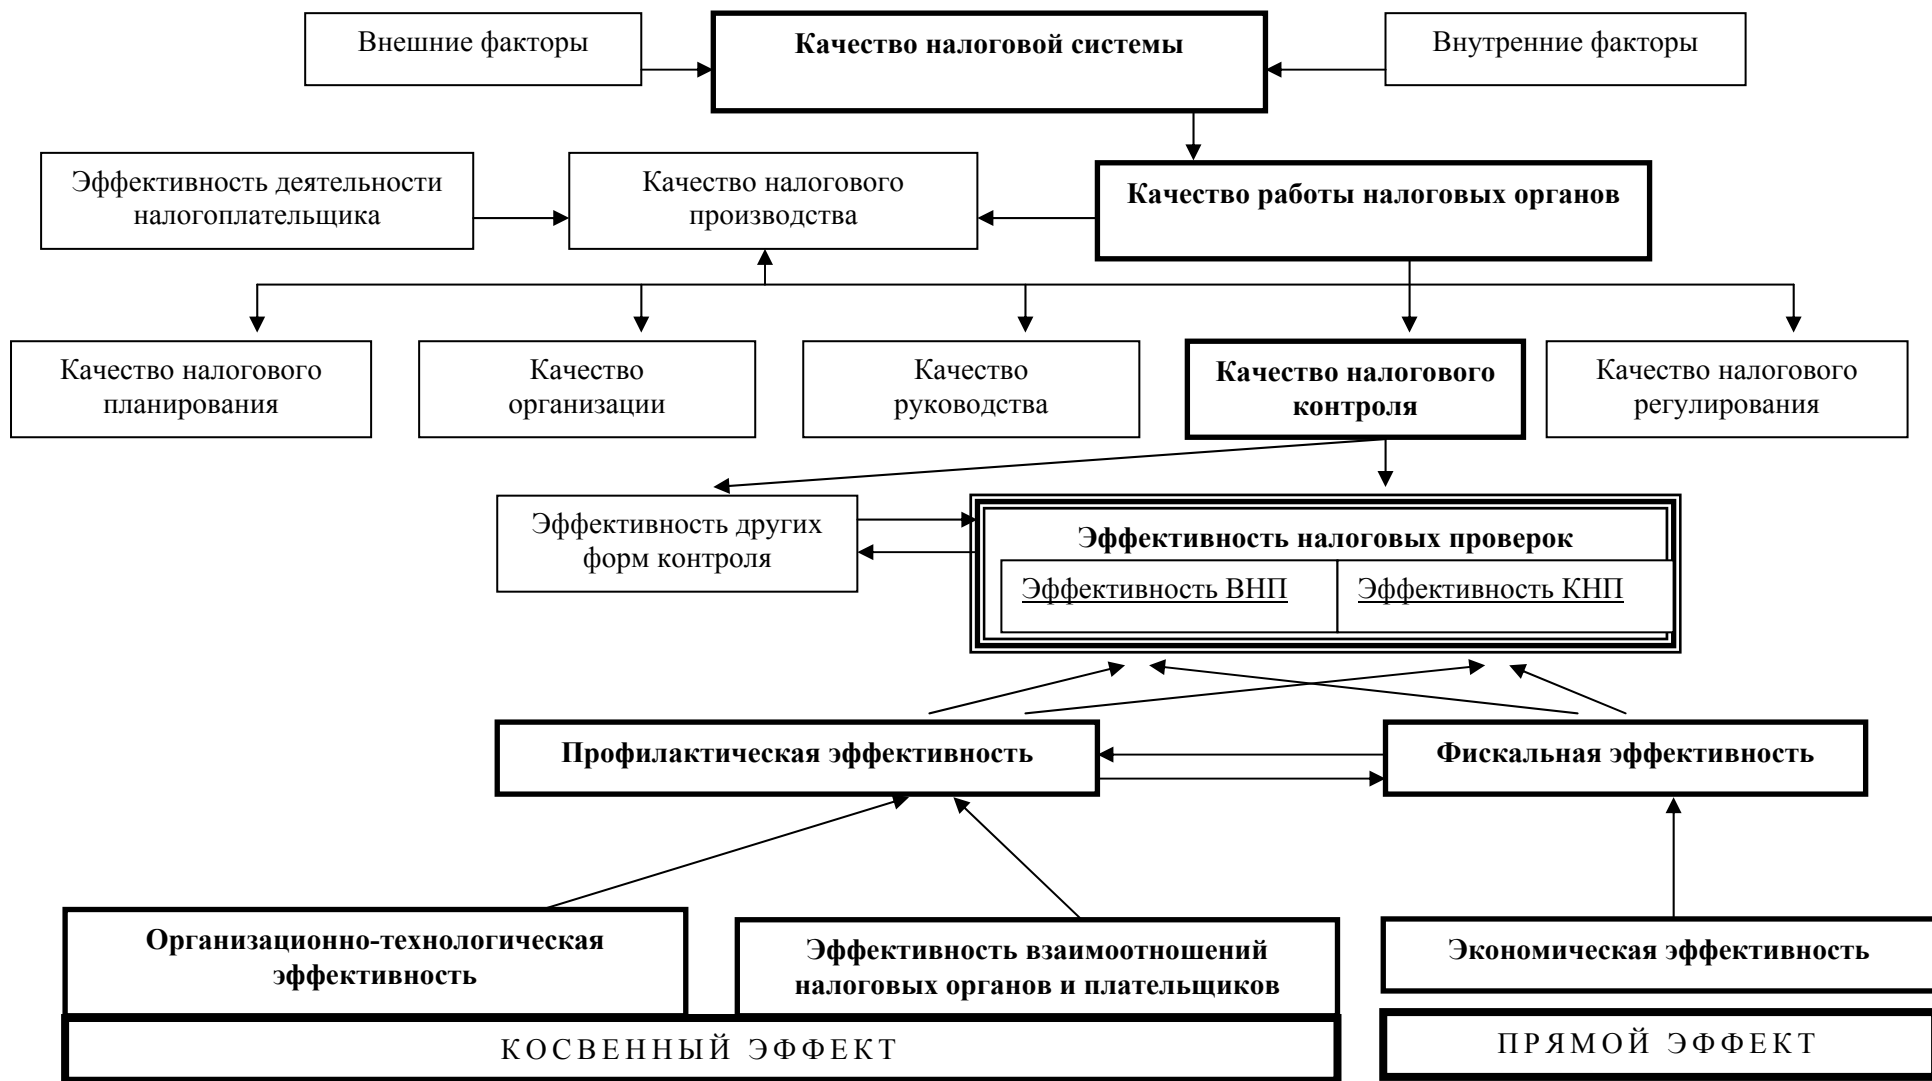 Внешние факторы
Качество налоговой системы
Внутренние факторы
Эффективность деятельности
налогоплательщика
Качество налогового
производства
Качество работы налоговых органов
Качество налогового
планирования
Качество
организации
Качество
руководства
Качество налогового
контроля
Качество налогового
регулирования
Эффективность других
форм контроля
Эффективность налоговых проверок
Эффективность ВНП
Эффективность КНП
Профилактическая эффективность
Фискальная эффективность
Организационно-технологическая
эффективность
Эффективность взаимоотношений
налоговых органов и плательщиков
Экономическая эффективность
КОСВЕННЫЙ ЭФФЕКТ
ПРЯМОЙ ЭФФЕКТ